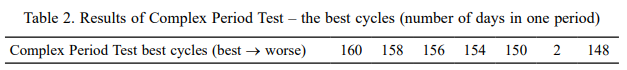 Table 2. Results of Complex Period Test – the best cycles (number of days in one period)
Complex Period Test best cycles (best → worse) 160 158 156 154 150 2 148